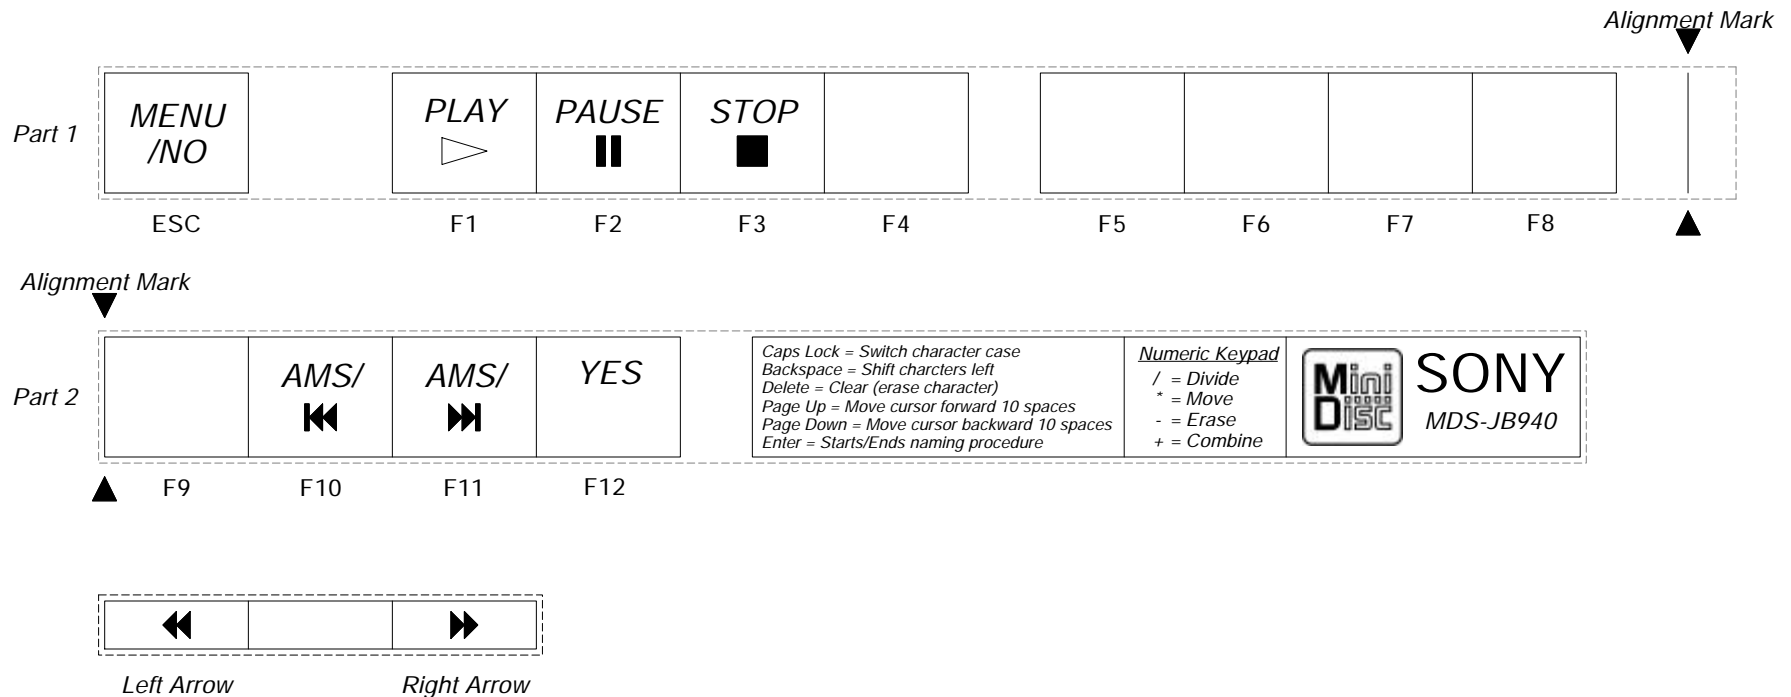 Alignment Mark
Part 1
MENU
/NO
PLAY
PAUSE
STOP
ESC
F1
F2
F3
F4
F5
F6
F7
F8
Alignment Mark
Part 2
AMS/
AMS/
YES
Caps Lock = Switch character case
Backspace = Shift charcters left
Delete = Clear (erase character)
Page Up = Move cursor forward 10 spaces
Page Down = Move cursor backward 10 spaces
Enter = Starts/Ends naming procedure
Numeric Keypad
/ = Divide
* = Move
- = Erase
+ = Combine
Mini
Disc
SONY
MDS-JB940
F9
F10
F11
F12
Left Arrow
Right Arrow